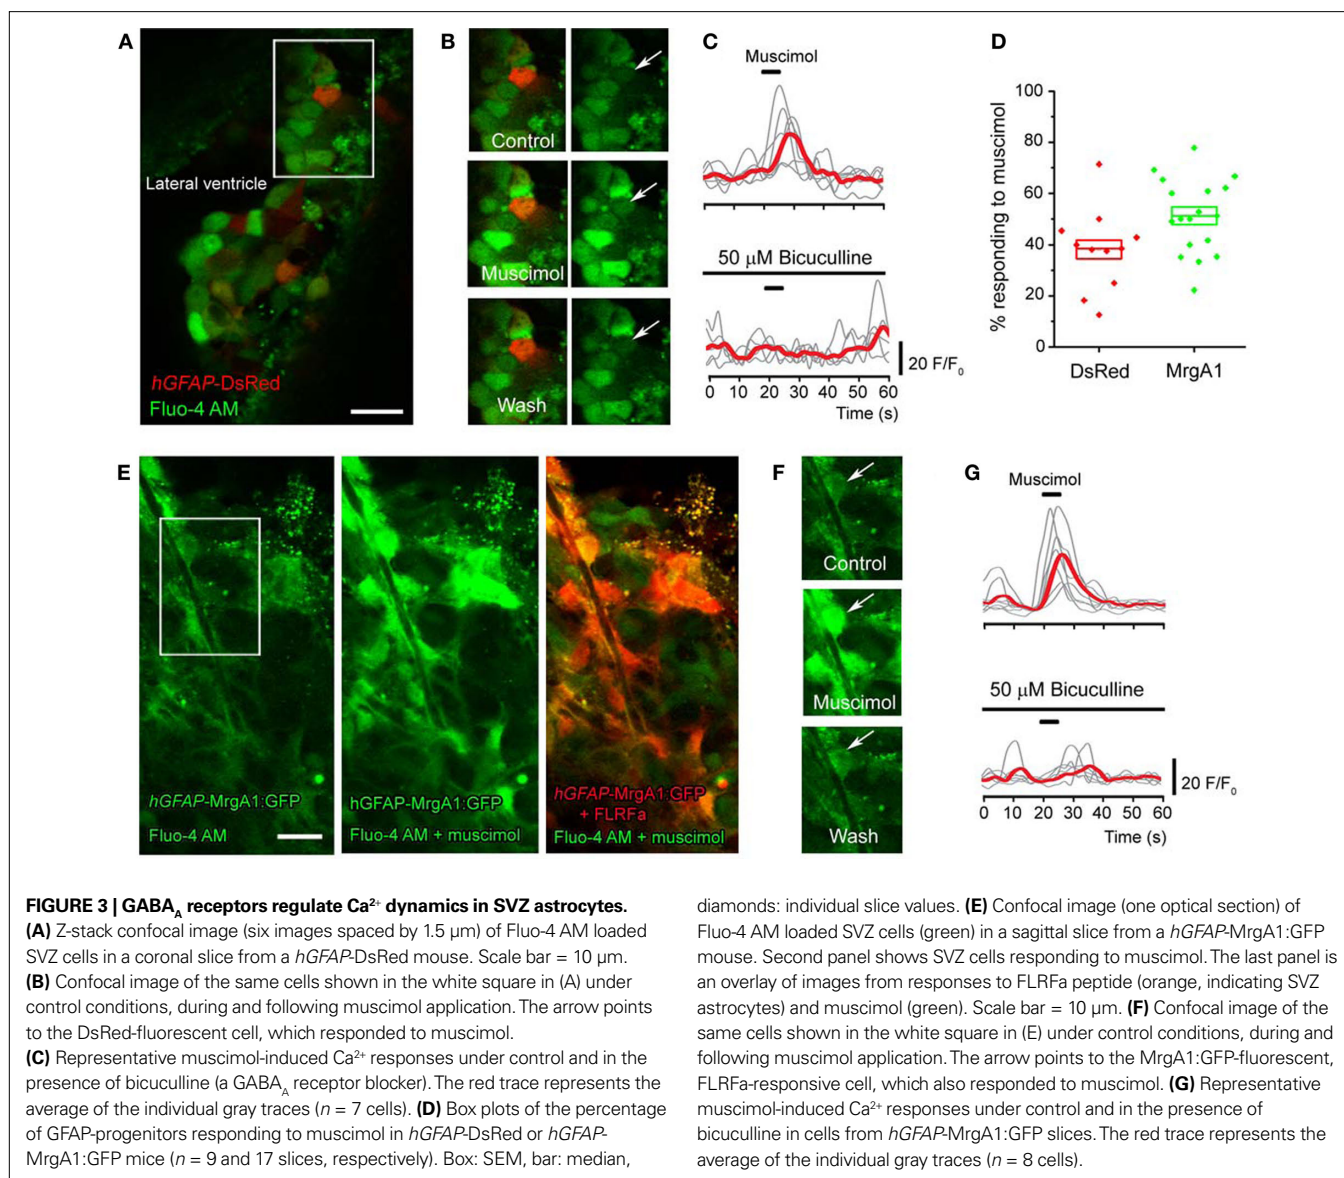 A
Lateral ventricle
hGFAP-DsRed
Fluo-4 AM
B
Control
Muscimol
Wash
C
Muscimol
50 μM Bicuculline
20 F/F0
0 10 20 30 40 50 60
Time (s)
D
% responding to muscimol
100
80
60
40
20
0
DsRed MrgA1
E
hGFAP-MrgA1:GFP
Fluo-4 AM
hGFAP-MrgA1:GFP
Fluo-4 AM + muscimol
hGFAP-MrgA1:GFP
+ FLRFa
Fluo-4 AM + muscimol
F
Control
Muscimol
Wash
G
Muscimol
50 μM Bicuculline
20 F/F0
0 10 20 30 40 50 60
Time (s)
FIGURE 3 | GABAA receptors regulate Ca2+ dynamics in SVZ astrocytes.
(A) Z-stack confocal image (six images spaced by 1.5 μm) of Fluo-4 AM loaded
SVZ cells in a coronal slice from a hGFAP-DsRed mouse. Scale bar = 10 μm.
(B) Confocal image of the same cells shown in the white square in (A) under
control conditions, during and following muscimol application. The arrow points
to the DsRed-fluorescent cell, which responded to muscimol.
(C) Representative muscimol-induced Ca2+ responses under control and in the
presence of bicuculline (a GABAA receptor blocker). The red trace represents the
average of the individual gray traces (n = 7 cells). (D) Box plots of the percentage
of GFAP-progenitors responding to muscimol in hGFAP-DsRed or hGFAP-
MrgA1:GFP mice (n = 9 and 17 slices, respectively). Box: SEM, bar: median,
diamonds: individual slice values. (E) Confocal image (one optical section) of
Fluo-4 AM loaded SVZ cells (green) in a sagittal slice from a hGFAP-MrgA1:GFP
mouse. Second panel shows SVZ cells responding to muscimol. The last panel is
an overlay of images from responses to FLRFa peptide (orange, indicating SVZ
astrocytes) and muscimol (green). Scale bar = 10 μm. (F) Confocal image of the
same cells shown in the white square in (E) under control conditions, during and
following muscimol application. The arrow points to the MrgA1:GFP-fluorescent,
FLRFa-responsive cell, which also responded to muscimol. (G) Representative
muscimol-induced Ca2+ responses under control and in the presence of
bicuculline in cells from hGFAP-MrgA1:GFP slices. The red trace represents the
average of the individual gray traces (n = 8 cells).